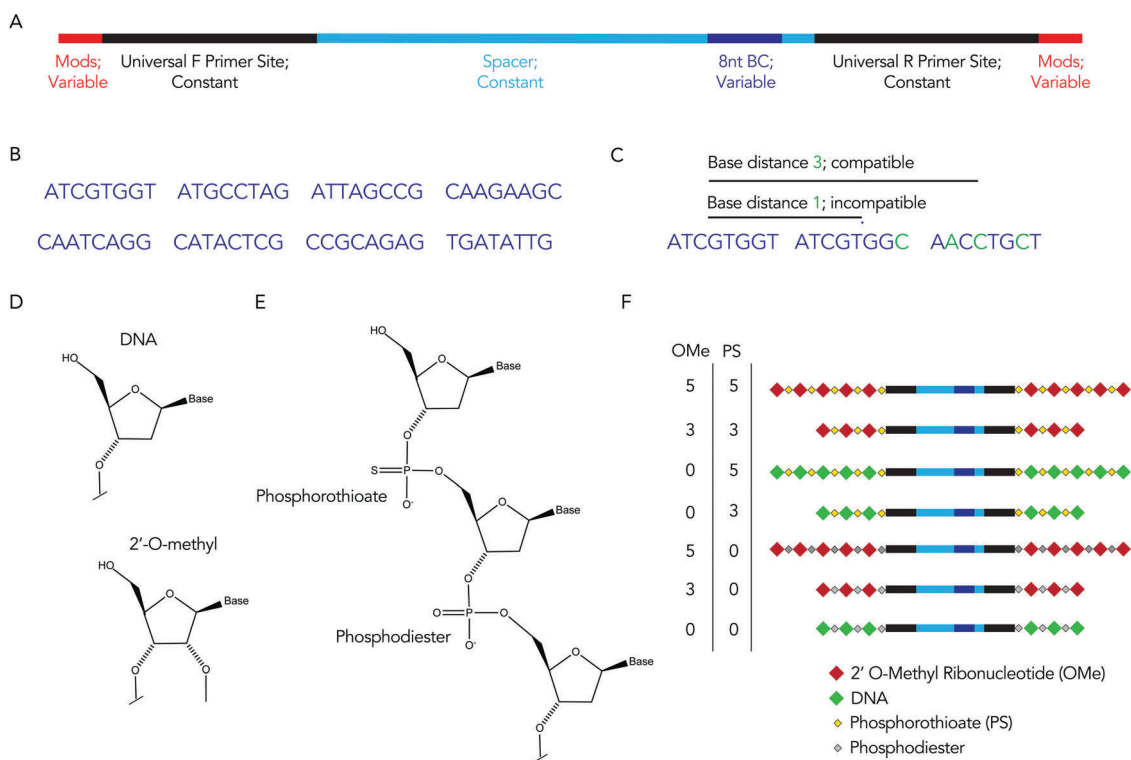 A
Mods;
Variable
Universal F Primer Site;
Constant
Spacer;
Constant
8nt BC;
Variable
Universal R Primer Site;
Constant
Mods;
Variable
B
ATCGTGGT ATGCCTAG ATTAGCCG CAAGAAGC
CAATCAGG CATACTCG CCGCAGAG TGATATTG
C
Base distance 3; compatible
Base distance 1; incompatible
ATCGTGGT ATCGTGGC AACCTGCT
D
DNA
HO
O
Base
O
2'-O-methyl
HO
O
Base
O
O
E
HO
O
Base
O
S P O
O-
Phosphorothioate
O
Base
O
O P O
O-
Phosphodiester
O
Base
O
F
OMe PS
5 5
3 3
0 5
0 3
5 0
3 0
0 0
2' O-Methyl Ribonucleotide (OMe)
DNA
Phosphorothioate (PS)
Phosphodiester